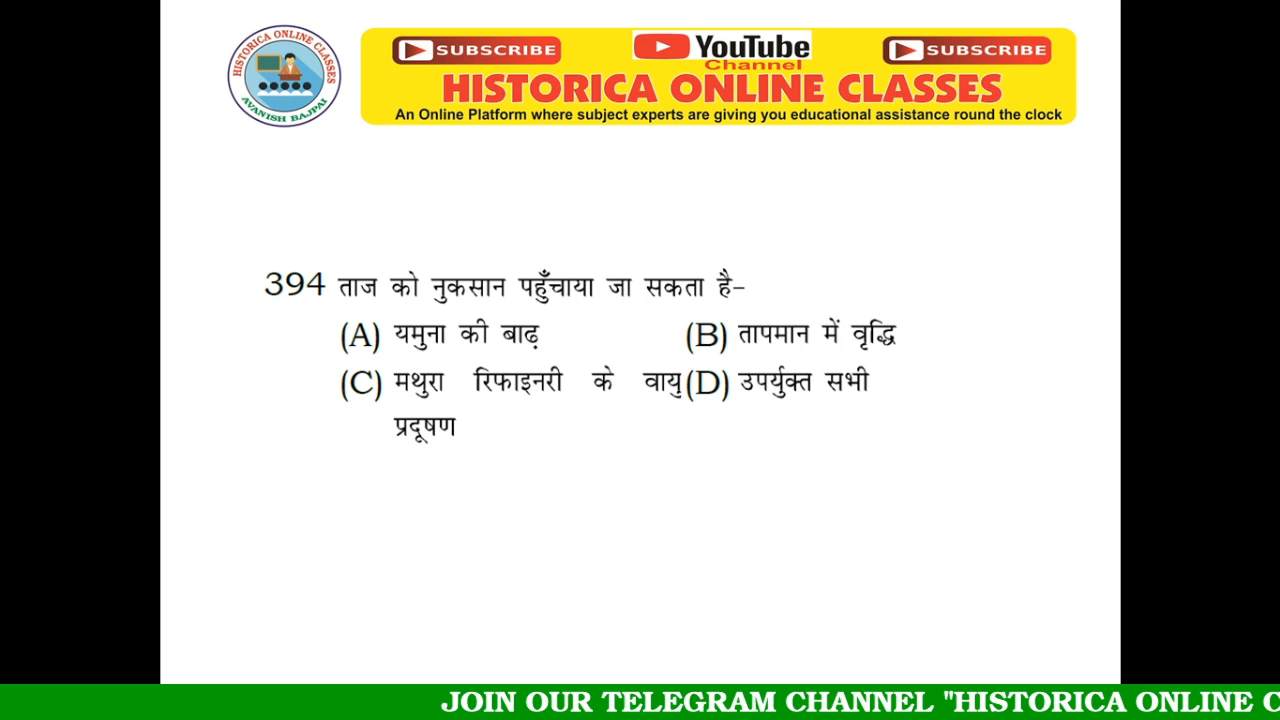 HISTORICA ONLINE CLASSES
AVANISH BAJPAI
SUBSCRIBE YouTube SUBSCRIBE
Channel
HISTORICA ONLINE CLASSES
An Online Platform where subject experts are giving you educational assistance round the clock
394 ताज को नुकसान पहुँचाया जा सकता है-
(A) यमुना की बाढ़ (B) तापमान में वृद्धि
(C) मथुरा रिफाइनरी के वायु (D) उपर्युक्त सभी
प्रदूषण
JOIN OUR TELEGRAM CHANNEL "HISTORICA ONLINE C